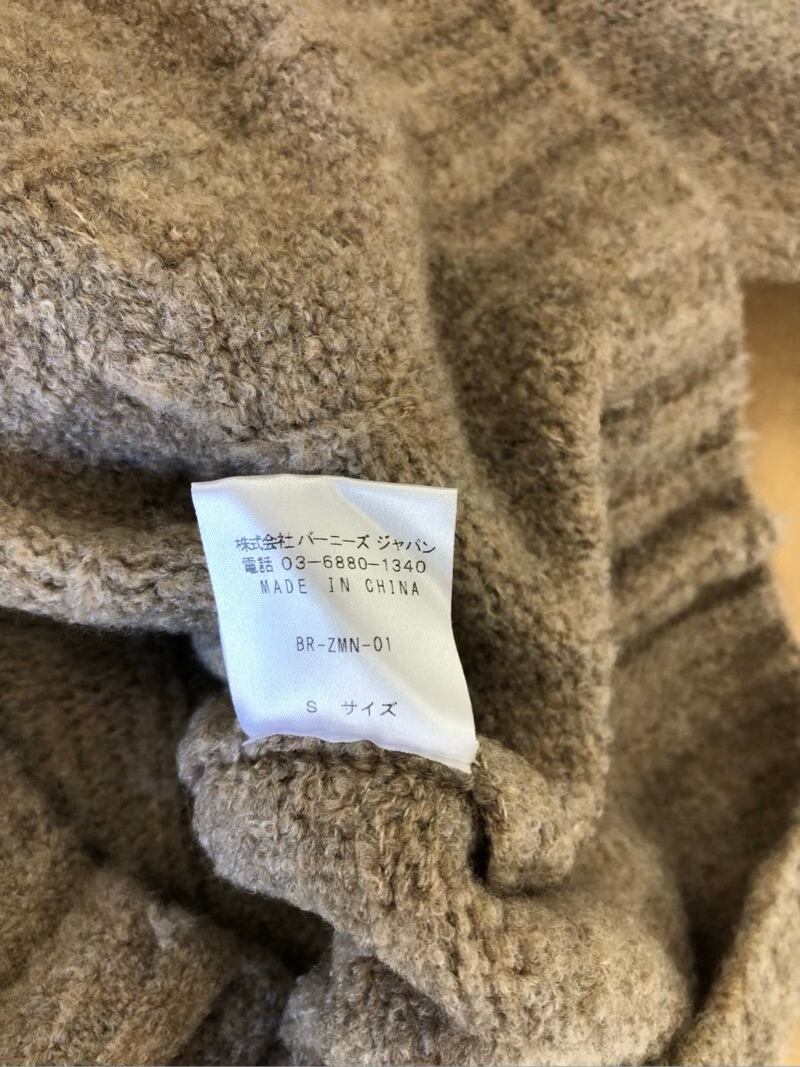 株式会社 バーニーズ ジャパン
電話 03-6880-1340
MADE IN CHINA
BR-ZMN-01
S サイズ